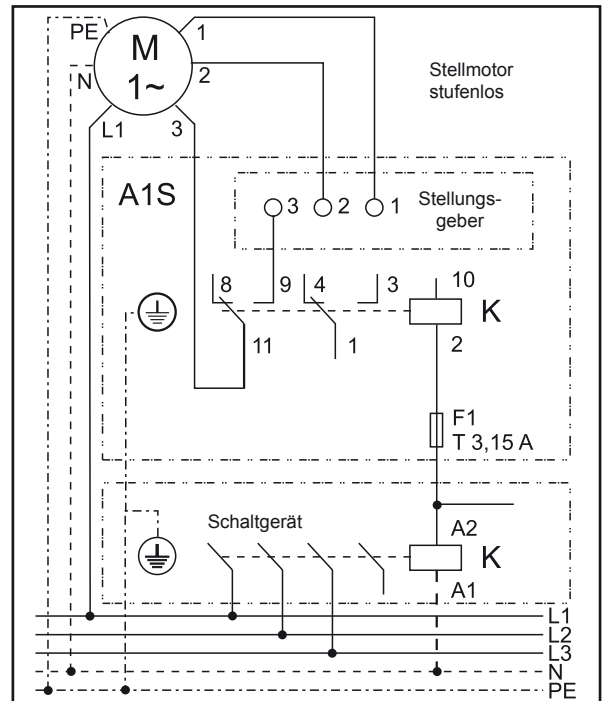 PE
1
M
1~
N
2
L1
3
Stellmotor
stufenlos
A1S
3
2
1
Stellungs-
geber
8
9
4
3
10
K
11
1
2
F1
T 3,15 A
Schaltgerät
A2
K
A1
L1
L2
L3
N
PE